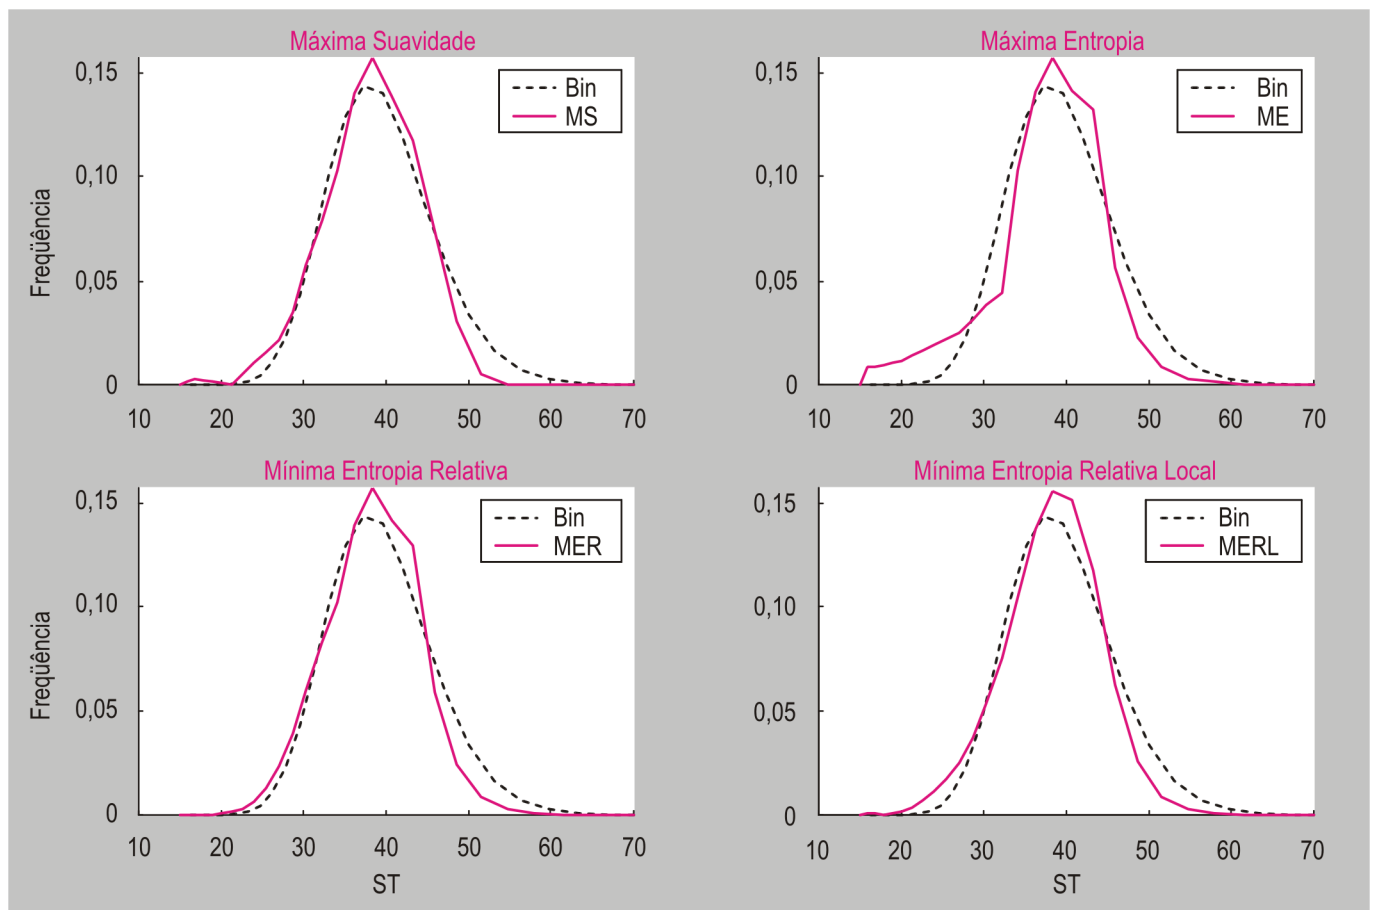 Máxima Suavidade
Freqüência
0,15
0,10
0,05
0
Bin
MS
10 20 30 40 50 60 70
Máxima Entropia
0,15
0,10
0,05
0
Bin
ME
10 20 30 40 50 60 70
Mínima Entropia Relativa
Freqüência
0,15
0,10
0,05
0
Bin
MER
10 20 30 40 50 60 70
ST
Mínima Entropia Relativa Local
0,15
0,10
0,05
0
Bin
MERL
10 20 30 40 50 60 70
ST